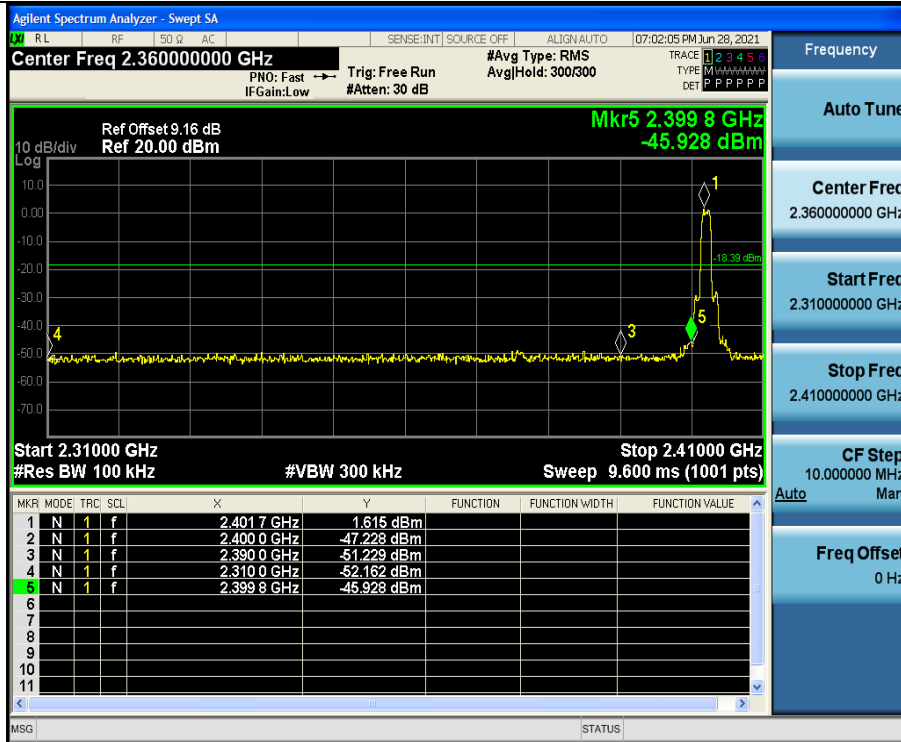 Agilent Spectrum Analyzer - Swept SA
LXI RL RF 50 Ω AC SENSE:INT SOURCE OFF ALIGN AUTO 07:02:05 PM Jun 28, 2021
Center Freq 2.360000000 GHz #Avg Type: RMS TRACE 1 2 3 4 5 6
PNO: Fast Trig: Free Run Avg|Hold: 300/300 TYPE M
IFGain:Low #Atten: 30 dB DET P P P P P P
Mkr5 2.399 8 GHz
-45.928 dBm
Ref Offset 9.16 dB
10 dB/div Ref 20.00 dBm
Log
10.0
0.00
-10.0
-20.0
-30.0
-40.0
-50.0
-60.0
-70.0
1
-18.39 dBm
5
3
4
Start 2.31000 GHz Stop 2.41000 GHz
#Res BW 100 kHz #VBW 300 kHz Sweep 9.600 ms (1001 pts)
MKR MODE TRC SCL X Y FUNCTION FUNCTION WIDTH FUNCTION VALUE
1 N 1 f 2.401 7 GHz 1.615 dBm
2 N 1 f 2.400 0 GHz -47.228 dBm
3 N 1 f 2.390 0 GHz -51.229 dBm
4 N 1 f 2.310 0 GHz -52.162 dBm
5 N 1 f 2.399 8 GHz -45.928 dBm
6
7
8
9
10
11
MSG STATUS
Frequency
Auto Tune
Center Freq
2.360000000 GHz
Start Freq
2.310000000 GHz
Stop Freq
2.410000000 GHz
CF Step
10.000000 MHz
Auto Man
Freq Offset
0 Hz